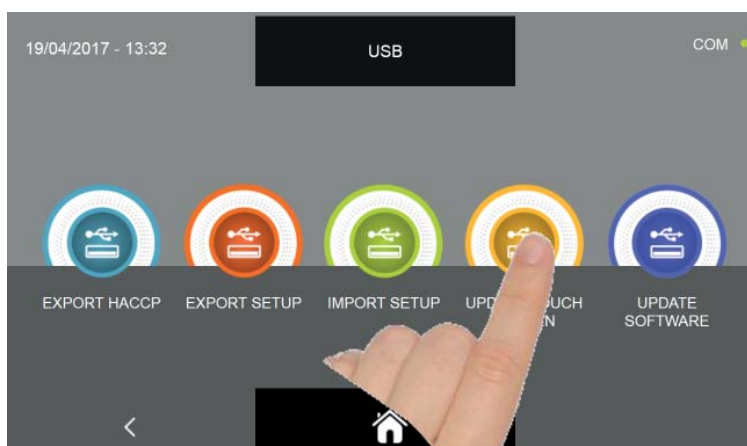 19/04/2017 - 13:32
USB
COM
EXPORT HACCP
EXPORT SETUP
IMPORT SETUP
UPDATE
SOFTWARE